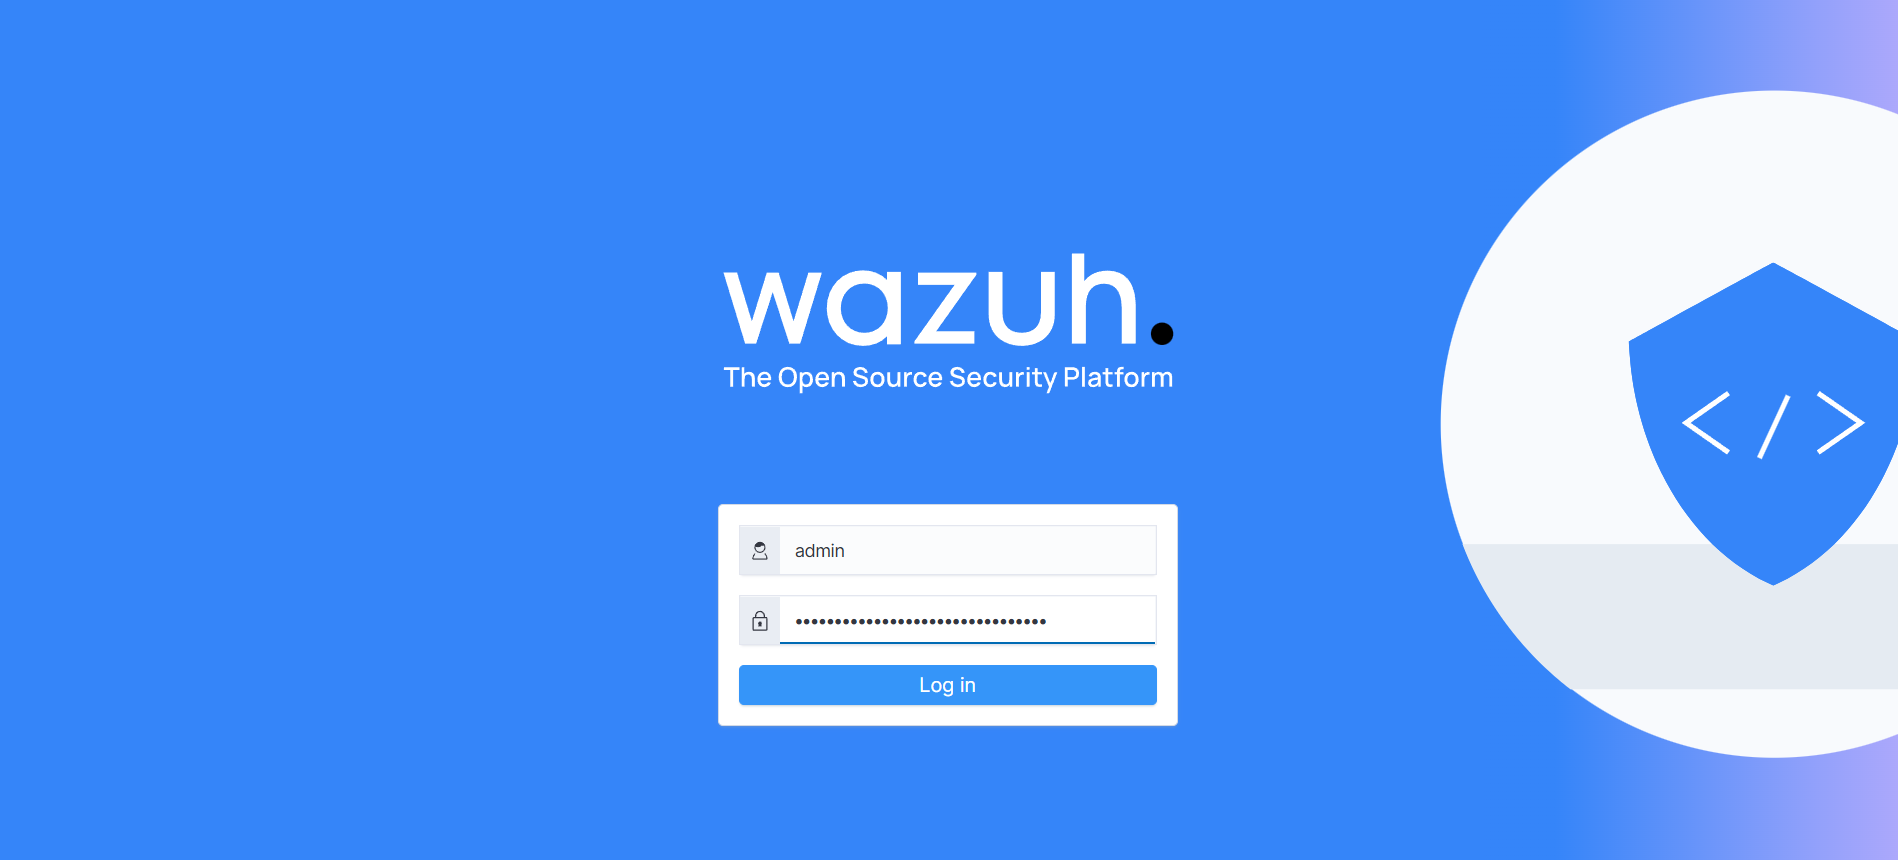 wazuh.
The Open Source Security Platform
admin
••••••••••••••••••••••••••••••••
Log in